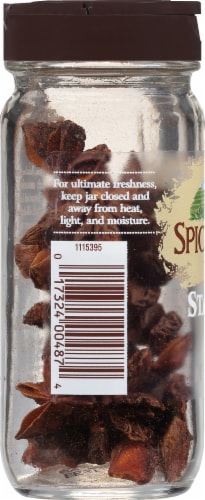 For ultimate freshness,
keep jar closed and
away from heat,
light, and moisture.
1115395
0 17324 00487 4
SPIC
STA